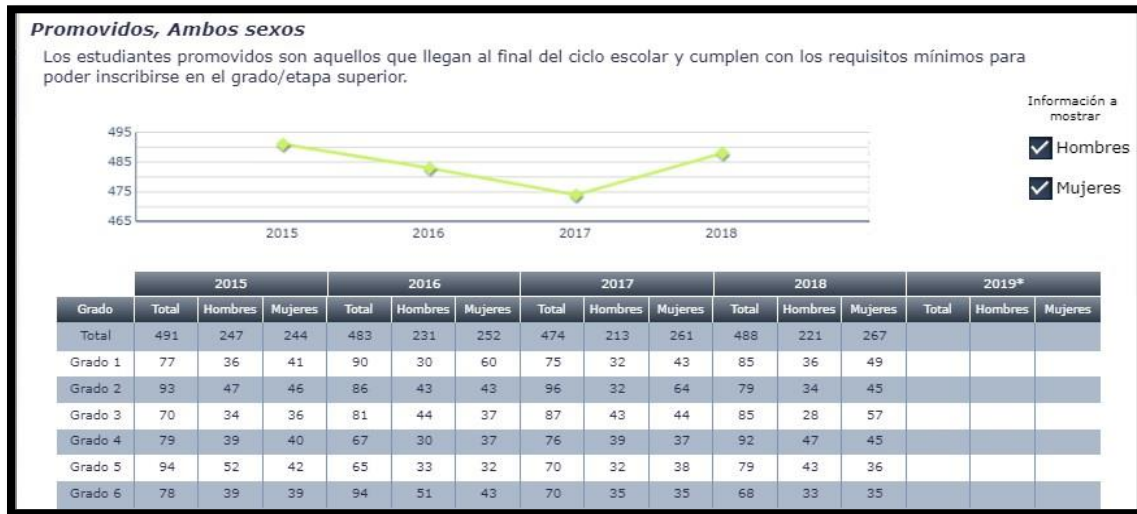 Promovidos, Ambos sexos
Los estudiantes promovidos son aquellos que llegan al final del ciclo escolar y cumplen con los requisitos mínimos para
poder inscribirse en el grado/etapa superior.
Información a
mostrar
Hombres
Mujeres
495
485
475
465
2015 2016 2017 2018
2015 2016 2017 2018 2019*
Grado Total Hombres Mujeres Total Hombres Mujeres Total Hombres Mujeres Total Hombres Mujeres Total Hombres Mujeres
Total 491 247 244 483 231 252 474 213 261 488 221 267
Grado 1 77 36 41 90 30 60 75 32 43 85 36 49
Grado 2 93 47 46 86 43 43 96 32 64 79 34 45
Grado 3 70 34 36 81 44 37 87 43 44 85 28 57
Grado 4 79 39 40 67 30 37 76 39 37 92 47 45
Grado 5 94 52 42 65 33 32 70 32 38 79 43 36
Grado 6 78 39 39 94 51 43 70 35 35 68 33 35